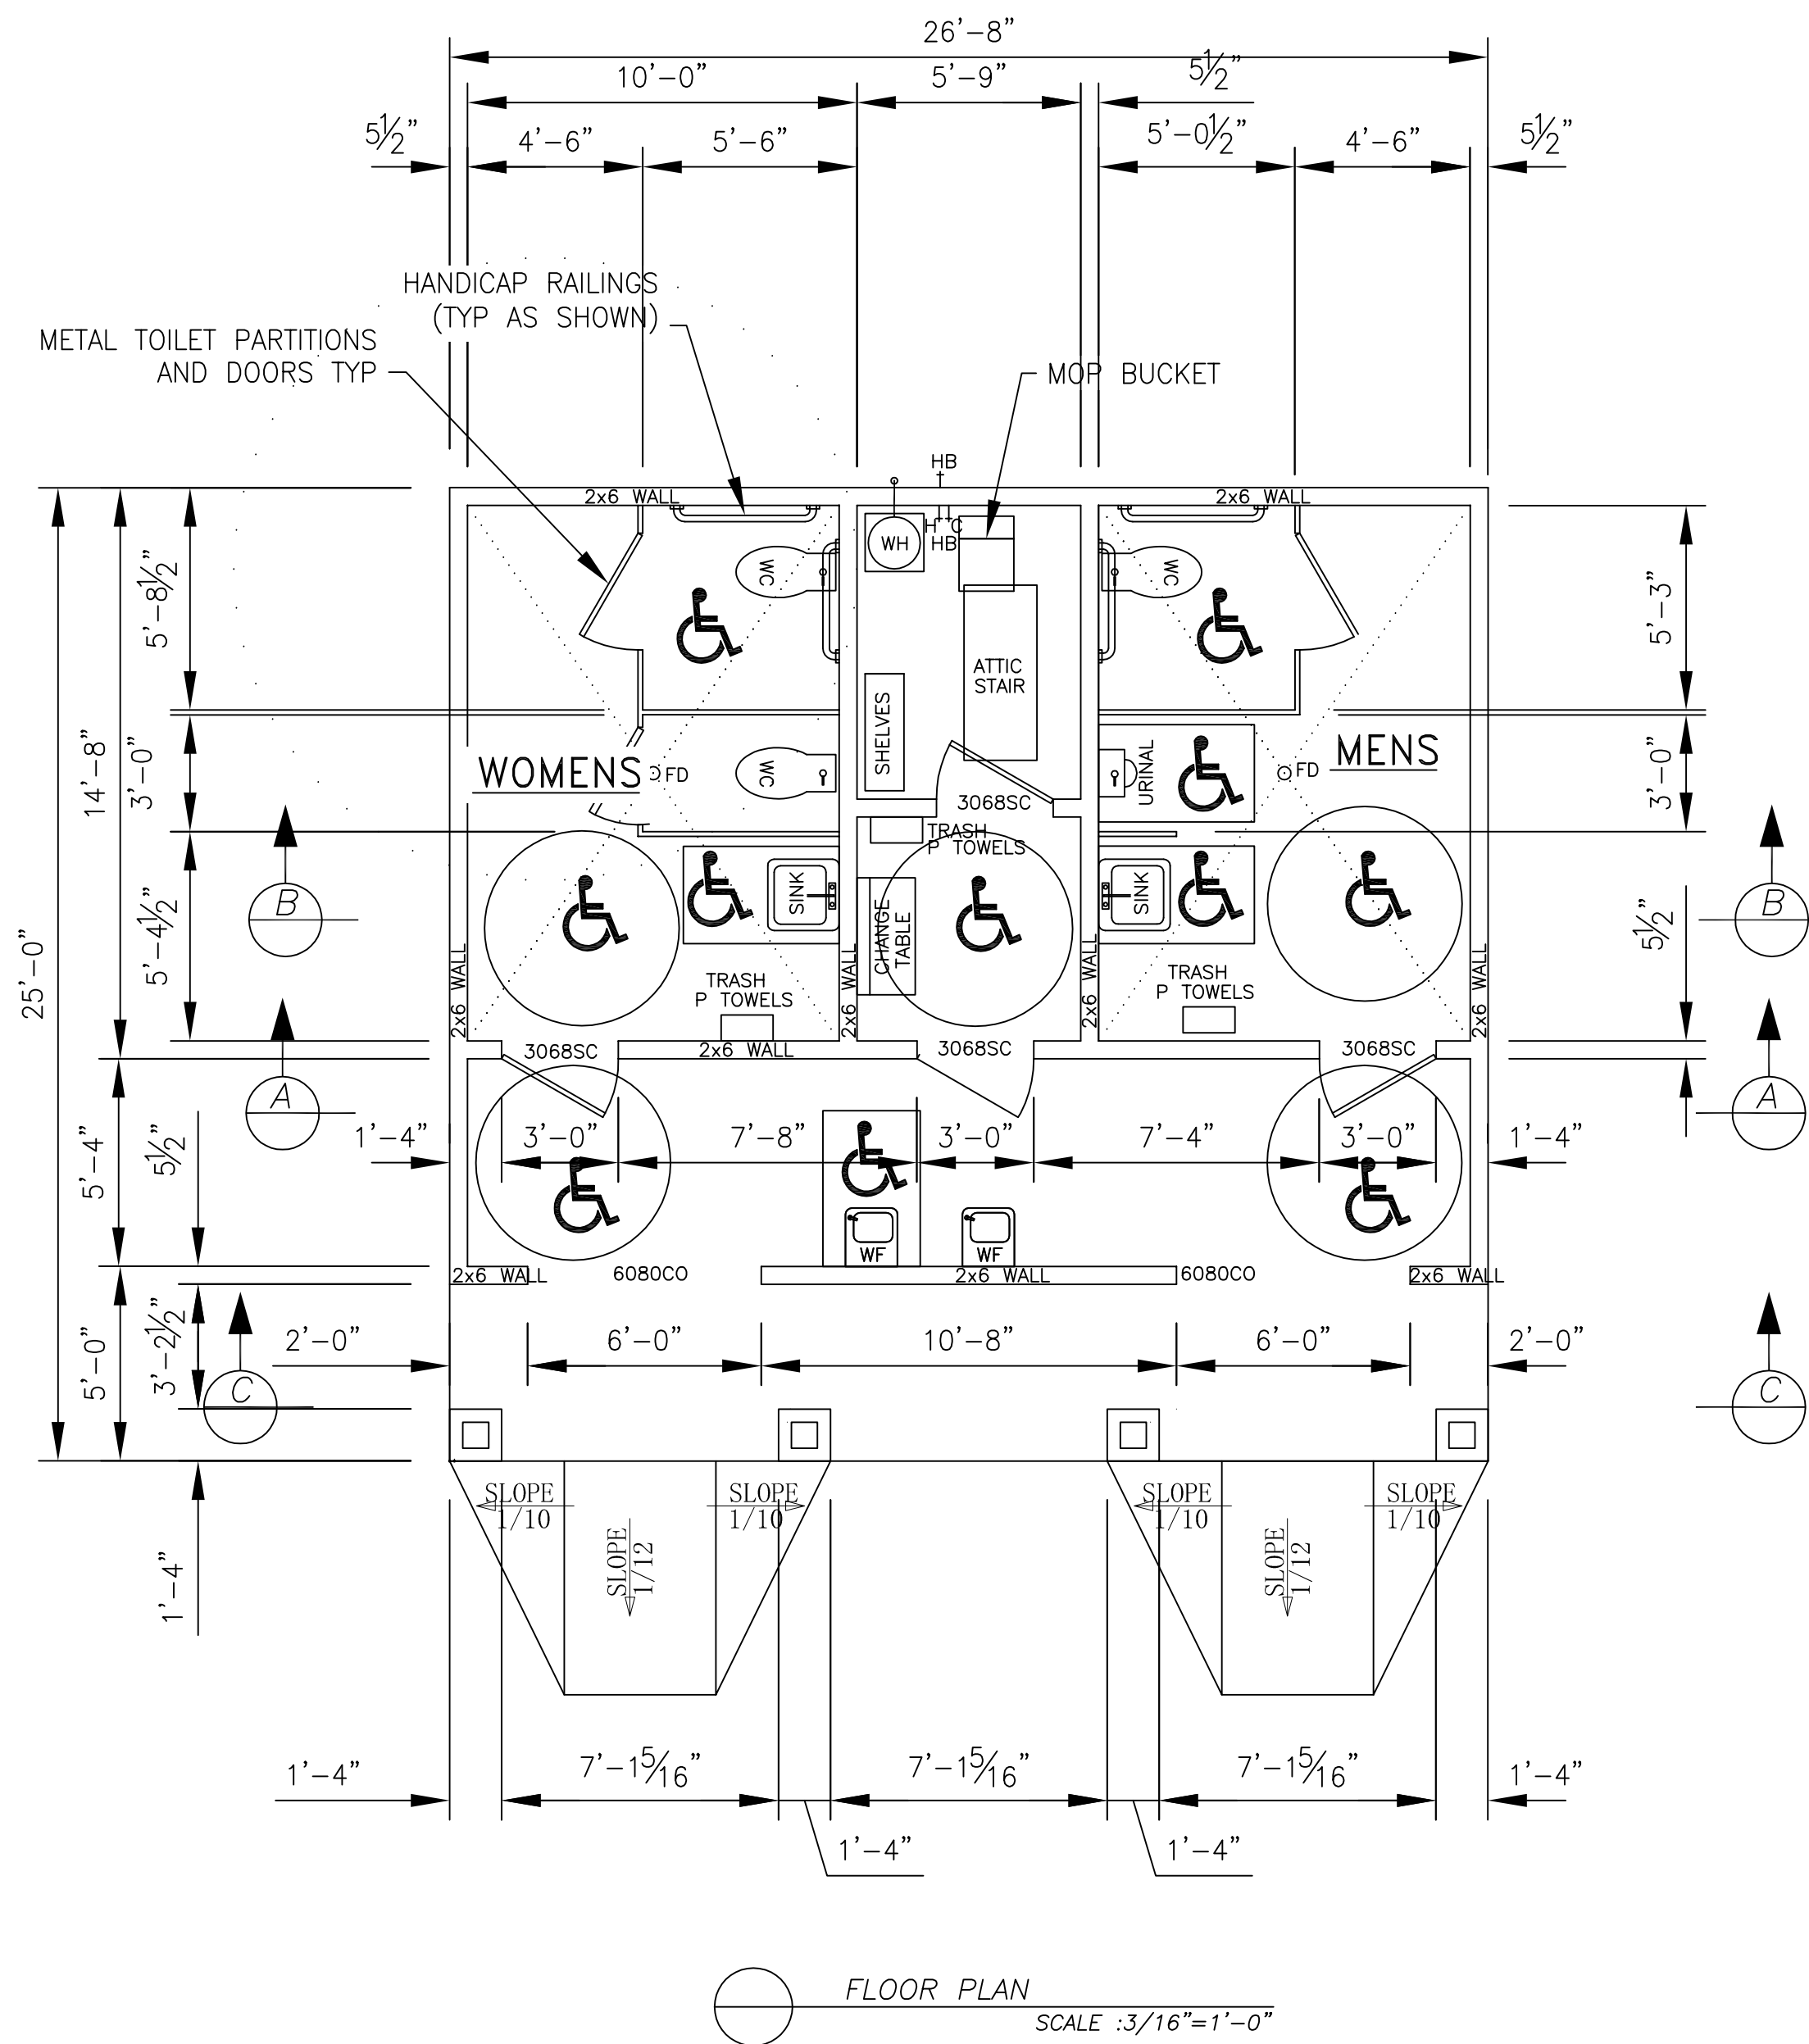 26'-8"
10'-0"
5'-9"
5½"
5½"
4'-6"
5'-6"
5'-0½"
4'-6"
5½"
HANDICAP RAILINGS
(TYP AS SHOWN)
METAL TOILET PARTITIONS
AND DOORS TYP
MOP BUCKET
HB
2x6 WALL
2x6 WALL
H C
HB
WH
WC
WC
5'-8½"
5'-3"
ATTIC
STAIR
SHELVES
14'-8"
3'-0"
WOMENS
FD
WC
URINAL
FD
MENS
3'-0"
3068SC
TRASH
P TOWELS
B
B
SINK
CHANGE
TABLE
SINK
5'-4½"
5½"
25'-0"
2x6 WALL
TRASH
P TOWELS
2x6 WALL
2x6 WALL
TRASH
P TOWELS
2x6 WALL
3068SC
2x6 WALL
3068SC
3068SC
A
A
5'-4"
5½"
1'-4"
3'-0"
7'-8"
3'-0"
7'-4"
3'-0"
1'-4"
WF
WF
2x6 WALL
6080CO
2x6 WALL
6080CO
2x6 WALL
5'-0"
3'-2½"
2'-0"
6'-0"
10'-8"
6'-0"
2'-0"
C
C
SLOPE
1/10
SLOPE
1/10
SLOPE
1/10
SLOPE
1/10
SLOPE
1/12
SLOPE
1/12
1'-4"
1'-4"
7'-1 5/16"
7'-1 5/16"
7'-1 5/16"
1'-4"
1'-4"
1'-4"
FLOOR PLAN
SCALE :3/16"=1'-0"